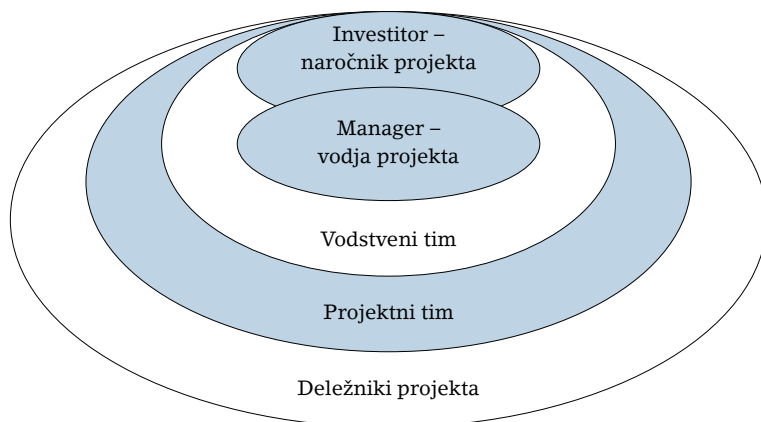 Investitor –
naročnik projekta
Manager –
vodja projekta
Vodstveni tim
Projektni tim
Deležniki projekta